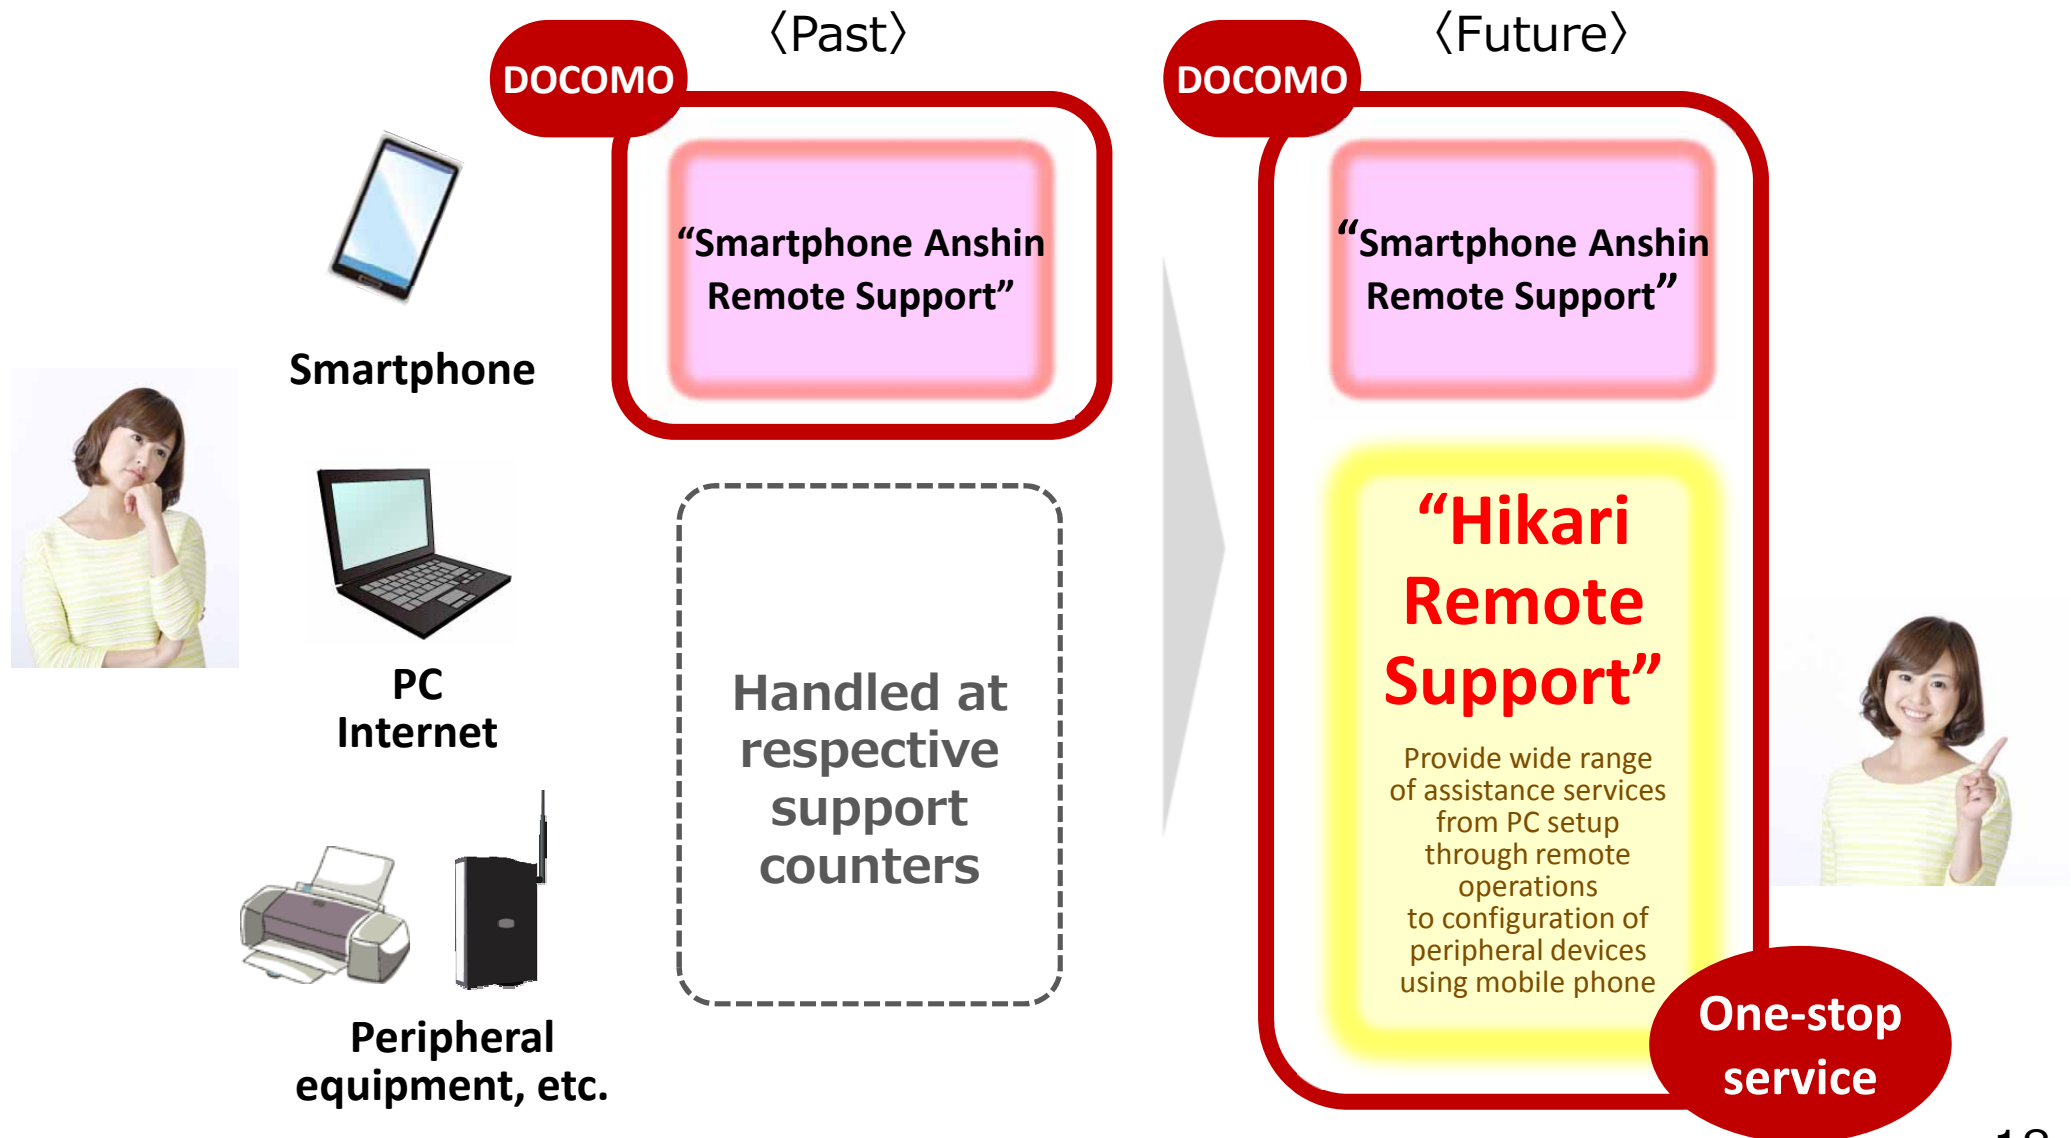 〈Past〉
〈Future〉
DOCOMO
DOCOMO
Smartphone
PC
Internet
Peripheral
equipment, etc.
“Smartphone Anshin
Remote Support”
Handled at
respective
support
counters
“Smartphone Anshin
Remote Support”
“Hikari
Remote
Support”
Provide wide range
of assistance services
from PC setup
through remote
operations
to configuration of
peripheral devices
using mobile phone
One-stop
service